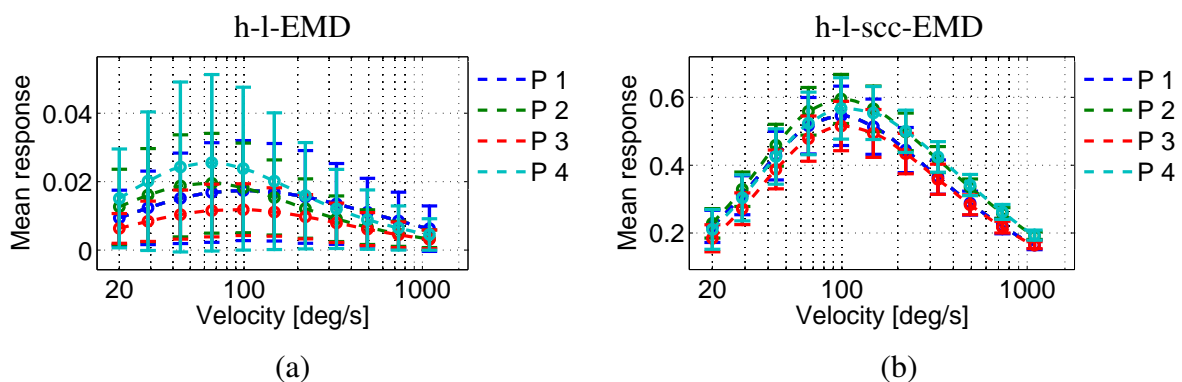 h-l-EMD
Mean response
0.04
0.02
0
20
100
1000
Velocity [deg/s]
P 1
P 2
P 3
P 4
(a)
h-l-scc-EMD
Mean response
0.6
0.4
0.2
20
100
1000
Velocity [deg/s]
P 1
P 2
P 3
P 4
(b)